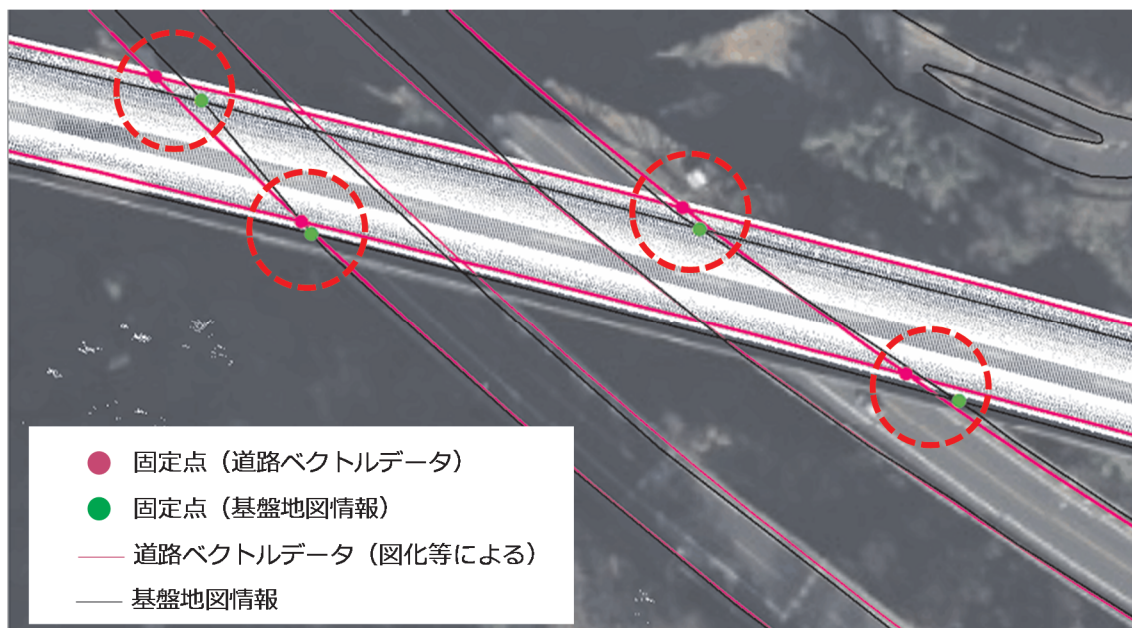 固定点（道路ベクトルデータ）
固定点（基盤地図情報）
道路ベクトルデータ（図化等による）
基盤地図情報